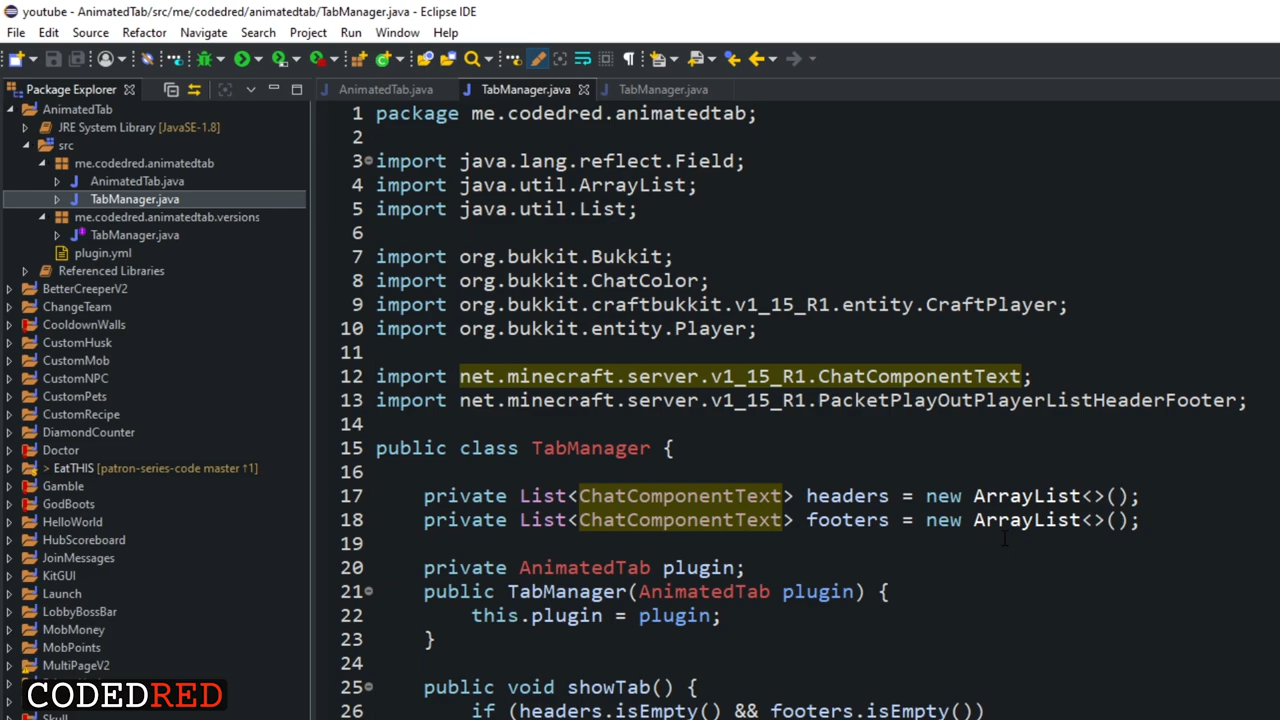 youtube - AnimatedTab/src/me/codedred/animatedtab/TabManager.java - Eclipse IDE
File Edit Source Refactor Navigate Search Project Run Window Help
Package Explorer
AnimatedTab.java
TabManager.java
TabManager.java
AnimatedTab
JRE System Library [JavaSE-1.8]
src
me.codedred.animatedtab
AnimatedTab.java
TabManager.java
me.codedred.animatedtab.versions
TabManager.java
plugin.yml
Referenced Libraries
BetterCreeperV2
ChangeTeam
CooldownWalls
CustomHusk
CustomMob
CustomNPC
CustomPets
CustomRecipe
DiamondCounter
Doctor
> EatTHIS [patron-series-code master ↑1]
Gamble
GodBoots
HelloWorld
HubScoreboard
JoinMessages
KitGUI
Launch
LobbyBossBar
MobMoney
MobPoints
MultiPageV2
CODEDRED
Skull
1 package me.codedred.animatedtab;
2
3 import java.lang.reflect.Field;
4 import java.util.ArrayList;
5 import java.util.List;
6
7 import org.bukkit.Bukkit;
8 import org.bukkit.ChatColor;
9 import org.bukkit.craftbukkit.v1_15_R1.entity.CraftPlayer;
10 import org.bukkit.entity.Player;
11
12 import net.minecraft.server.v1_15_R1.ChatComponentText;
13 import net.minecraft.server.v1_15_R1.PacketPlayOutPlayerListHeaderFooter;
14
15 public class TabManager {
16
17 private List<ChatComponentText> headers = new ArrayList<>();
18 private List<ChatComponentText> footers = new ArrayList<>();
19
20 private AnimatedTab plugin;
21 public TabManager(AnimatedTab plugin) {
22 this.plugin = plugin;
23 }
24
25 public void showTab() {
26 if (headers.isEmpty() && footers.isEmpty())